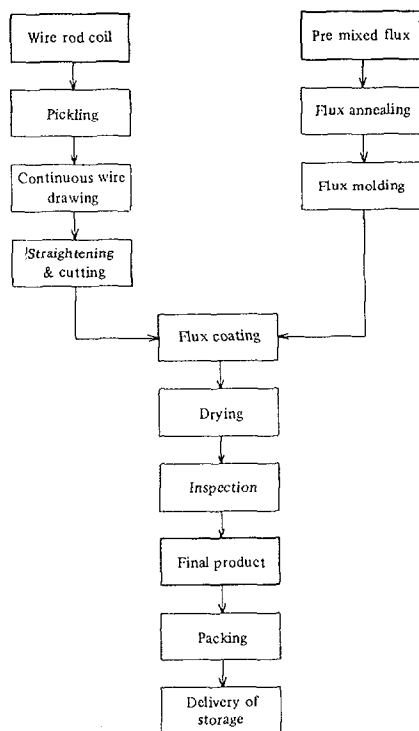 Wire rod coil
Pickling
Continuous wire
drawing
Straightening
& cutting
Pre mixed flux
Flux annealing
Flux molding
Flux coating
Drying
Inspection
Final product
Packing
Delivery of
storage